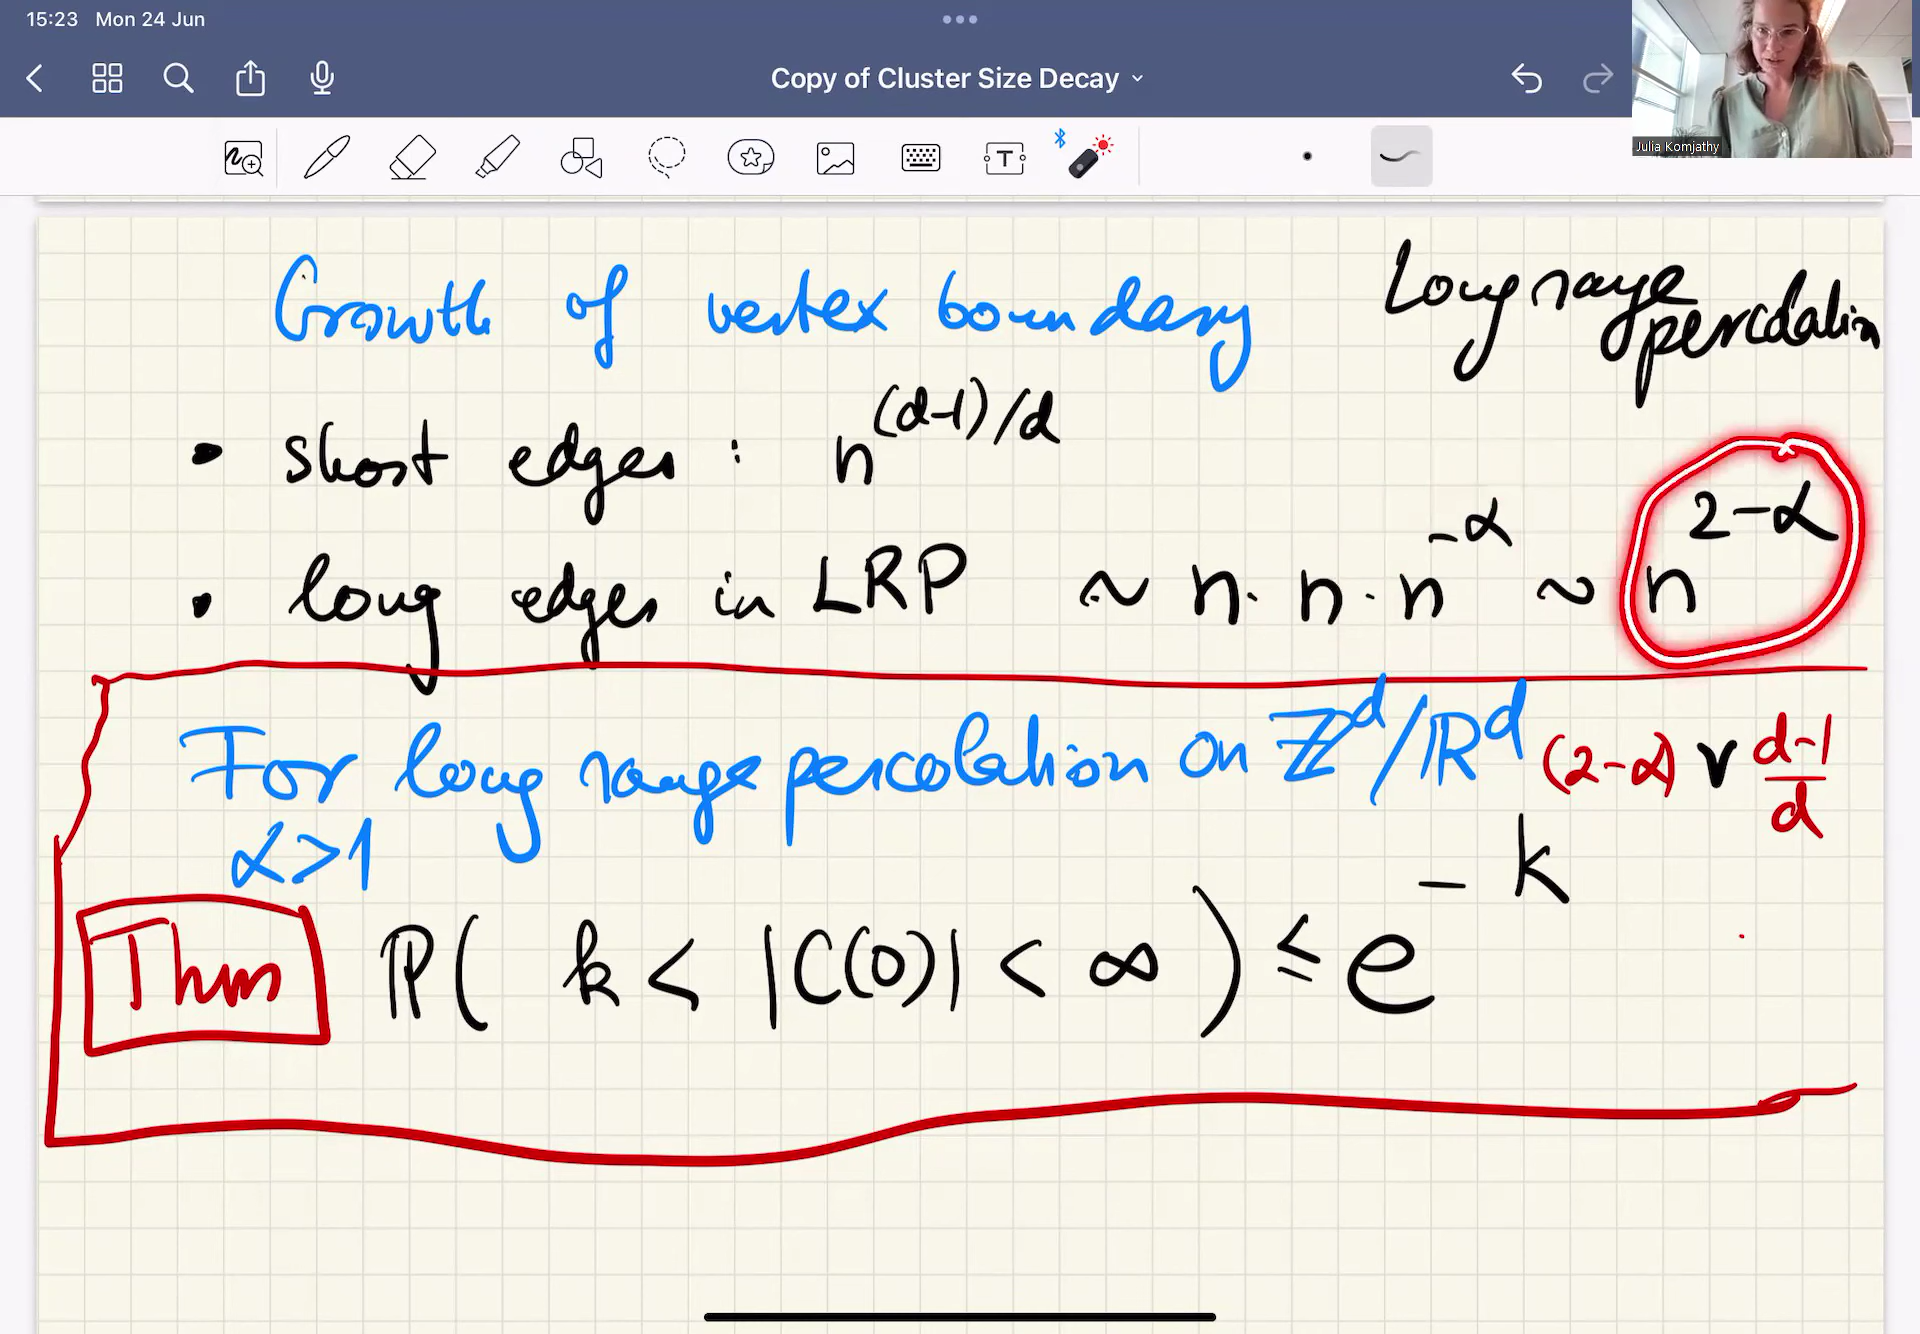 15:23 Mon 24 Jun
Copy of Cluster Size Decay
Julia Komjathy
Growth of vertex boundary
Long range
percolation
• short edges : n^{(d-1)/d}
• long edges in LRP ~ n · n · n^{-α} ~ n^{2-α}
For long range percolation on ℤ^d/ℝ^d
α>1
Thm ℙ( k < |C(0)| < ∞ ) ≤ e^{-k^{(2-α) ∨ \frac{d-1}{d}}}